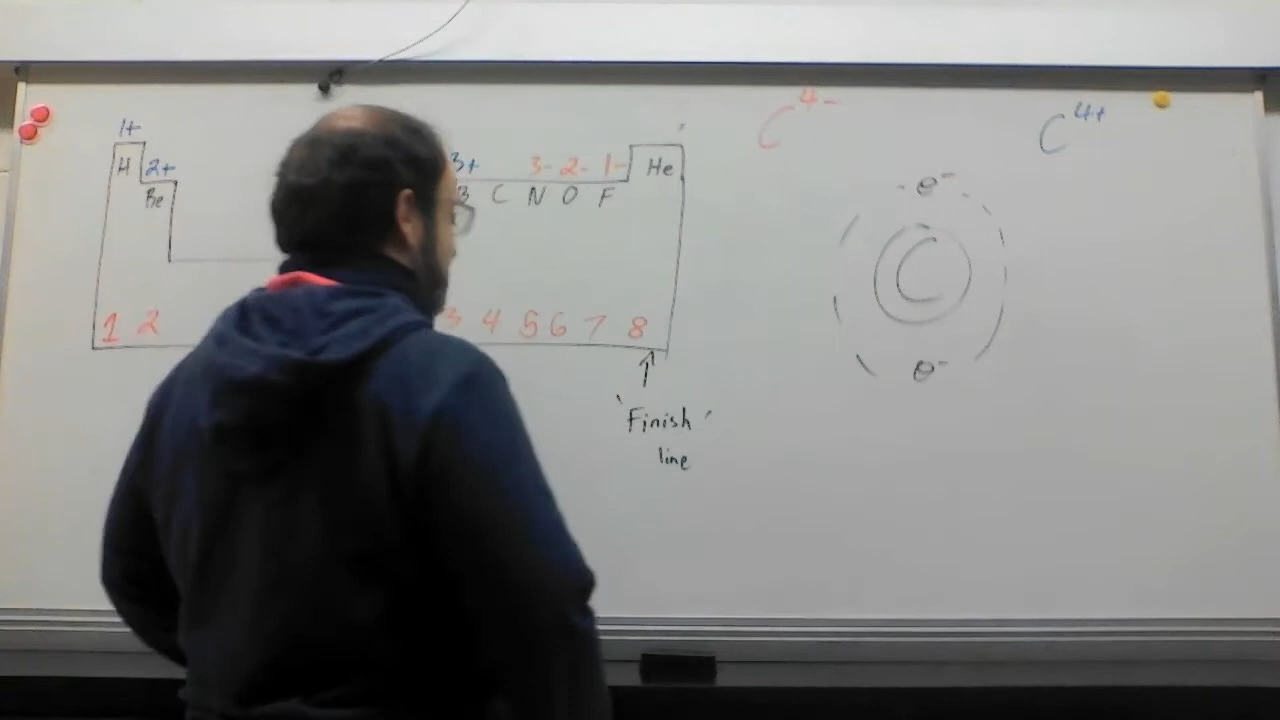 C⁴⁻ C⁴⁺
1+
H 2+ 3+ 3- 2- 1- He
Be B C N O F
e⁻
C
1 2 3 4 5 6 7 8
e⁻
'Finish'
line